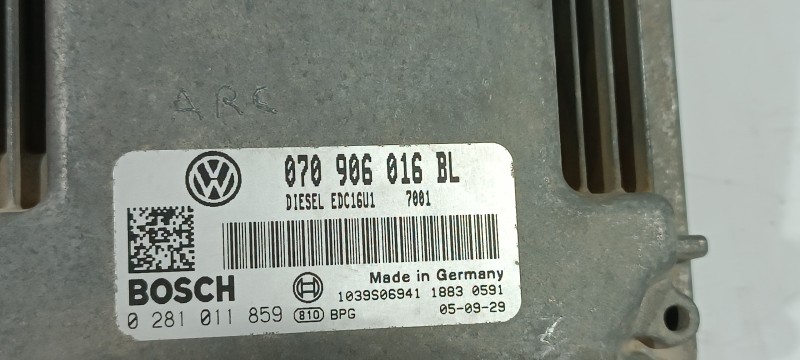 ARC
VW
070 906 016 BL
DIESEL EDC16U1 7001
Made in Germany
BOSCH
1039S06941 1883 0591
0 281 011 859 810 BPG 05-09-29